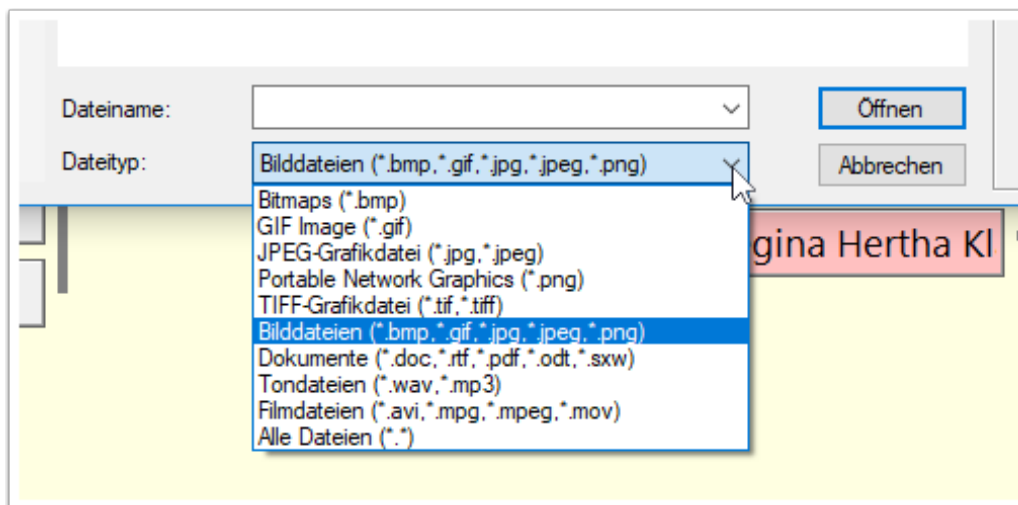 Dateiname:
Öffnen
Dateityp:
Bilddateien (*.bmp,*.gif,*.jpg,*.jpeg,*.png)
Abbrechen
Bitmaps (*.bmp)
GIF Image (*.gif)
JPEG-Grafikdatei (*.jpg,*.jpeg)
Portable Network Graphics (*.png)
TIFF-Grafikdatei (*.tif,*.tiff)
Bilddateien (*.bmp,*.gif,*.jpg,*.jpeg,*.png)
Dokumente (*.doc,*.rtf,*.pdf,*.odt,*.sxw)
Tondateien (*.wav,*.mp3)
Filmdateien (*.avi,*.mpg,*.mpeg,*.mov)
Alle Dateien (*.*)
gina Hertha Kl